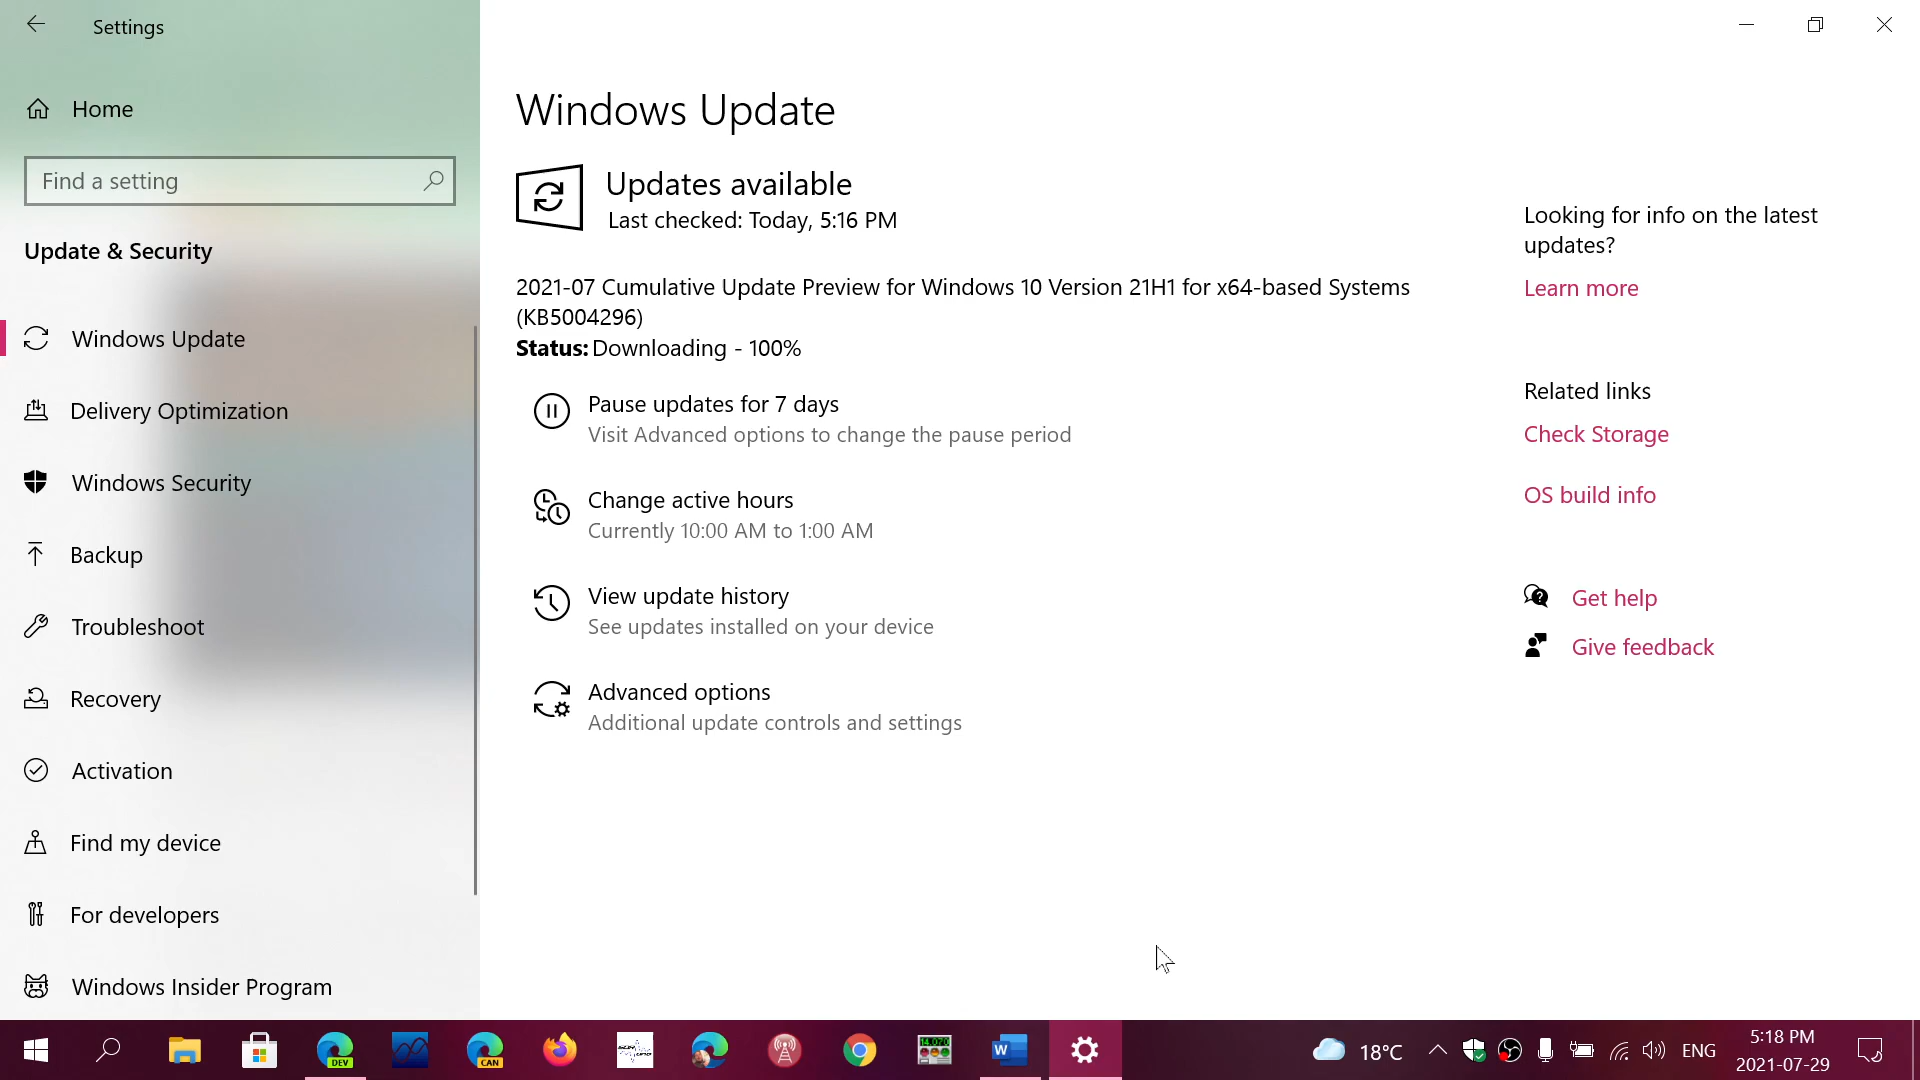 Settings
Home
Find a setting
Update & Security
Windows Update
Delivery Optimization
Windows Security
Backup
Troubleshoot
Recovery
Activation
Find my device
For developers
Windows Insider Program
Windows Update
Updates available
Last checked: Today, 5:16 PM
2021-07 Cumulative Update Preview for Windows 10 Version 21H1 for x64-based Systems
(KB5004296)
Status: Downloading - 100%
Pause updates for 7 days
Visit Advanced options to change the pause period
Change active hours
Currently 10:00 AM to 1:00 AM
View update history
See updates installed on your device
Advanced options
Additional update controls and settings
Looking for info on the latest
updates?
Learn more
Related links
Check Storage
OS build info
Get help
Give feedback
DEV
CAN
W
18°C
ENG
5:18 PM
2021-07-29